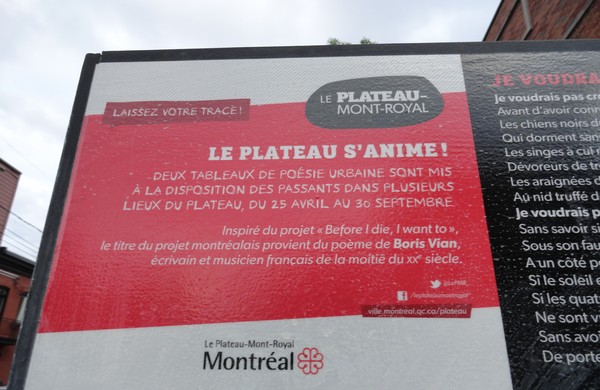 LAISSEZ VOTRE TRACE!
LE PLATEAU-
MONT-ROYAL
LE PLATEAU S'ANIME!
DEUX TABLEAUX DE POÉSIE URBAINE SONT MIS
À LA DISPOSITION DES PASSANTS DANS PLUSIEURS
LIEUX DU PLATEAU, DU 25 AVRIL AU 30 SEPTEMBRE.
Inspiré du projet « Before I die, I want to »,
le titre du projet montréalais provient du poème de Boris Vian,
écrivain et musicien français de la moitié du XXe siècle.
@LePMR
/leplateaumontroyal
ville.montreal.qc.ca/plateau
Le Plateau-Mont-Royal
Montréal
JE VOUDRA
Je voudrais pas cre
Avant d'avoir conn
Les chiens noirs d
Qui dorment san
Les singes à cul n
Dévoreurs de tr
Les araignées d
Au nid truffé d
Je voudrais p
Sans savoir si
Sous son fau
A un côté p
Si le soleil e
Si les quat
Ne sont v
Sans avo
De porte